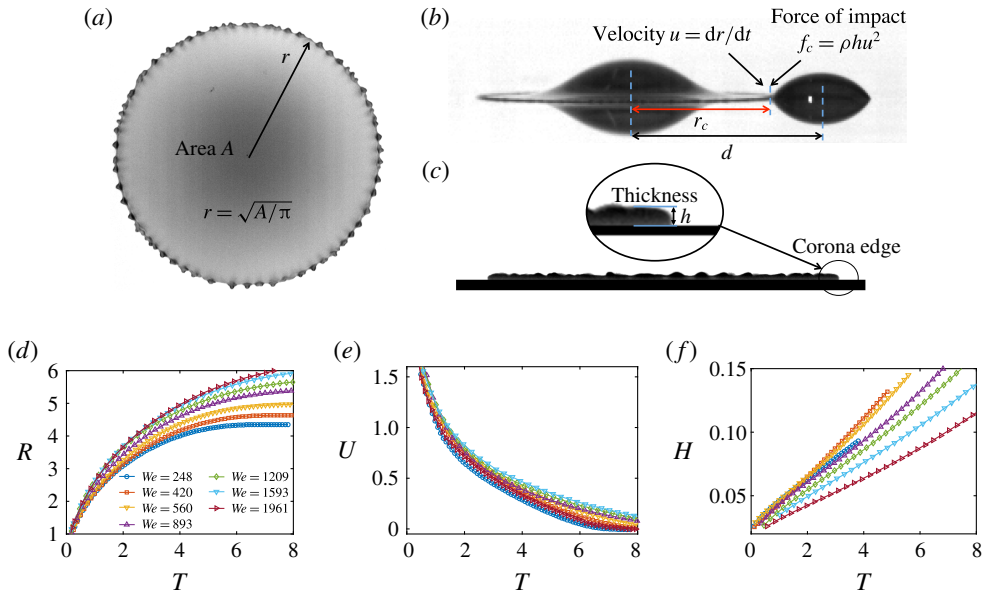 (a)
r
Area A
r = √A/π
(b)
Velocity u = dr/dt
Force of impact
f_c = ρhu²
r_c
d
(c)
Thickness
h
Corona edge
(d)
R
6
5
4
3
2
1
We = 248
We = 420
We = 560
We = 893
We = 1209
We = 1593
We = 1961
0 2 4 6 8
T
(e)
U
1.5
1.0
0.5
0
0 2 4 6 8
T
(f)
H
0.15
0.10
0.05
0 2 4 6 8
T